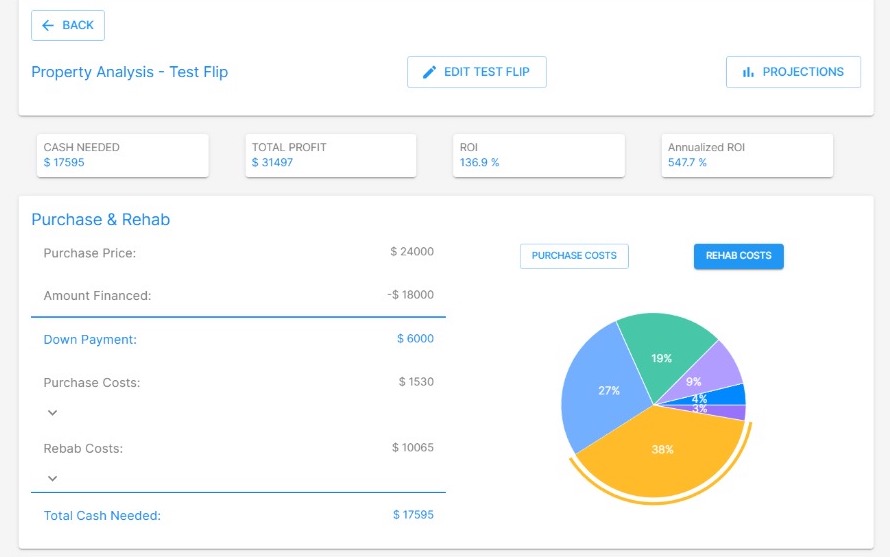 BACK
Property Analysis - Test Flip
EDIT TEST FLIP
PROJECTIONS
CASH NEEDED
$ 17595
TOTAL PROFIT
$ 31497
ROI
136.9 %
Annualized ROI
547.7 %
Purchase & Rehab
Purchase Price: $ 24000
Amount Financed: -$ 18000
Down Payment: $ 6000
Purchase Costs: $ 1530
Rebab Costs: $ 10065
Total Cash Needed: $ 17595
PURCHASE COSTS
REHAB COSTS
19%
9%
27%
4%
3%
38%